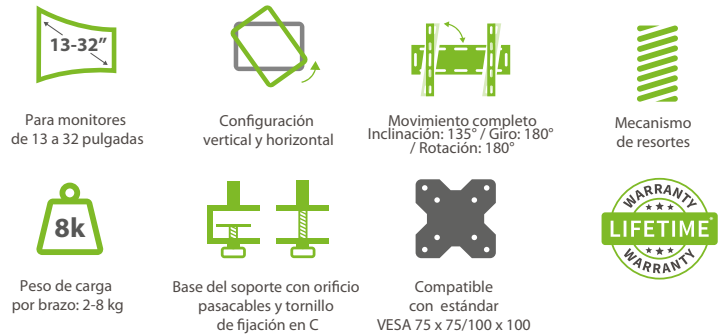 13-32”
Para monitores
de 13 a 32 pulgadas
Configuración
vertical y horizontal
Movimiento completo
Inclinación: 135° / Giro: 180°
/ Rotación: 180°
Mecanismo
de resortes
8k
Peso de carga
por brazo: 2-8 kg
Base del soporte con orificio
pasacables y tornillo
de fijación en C
Compatible
con estándar
VESA 75 x 75/100 x 100
WARRANTY
LIFETIME
WARRANTY